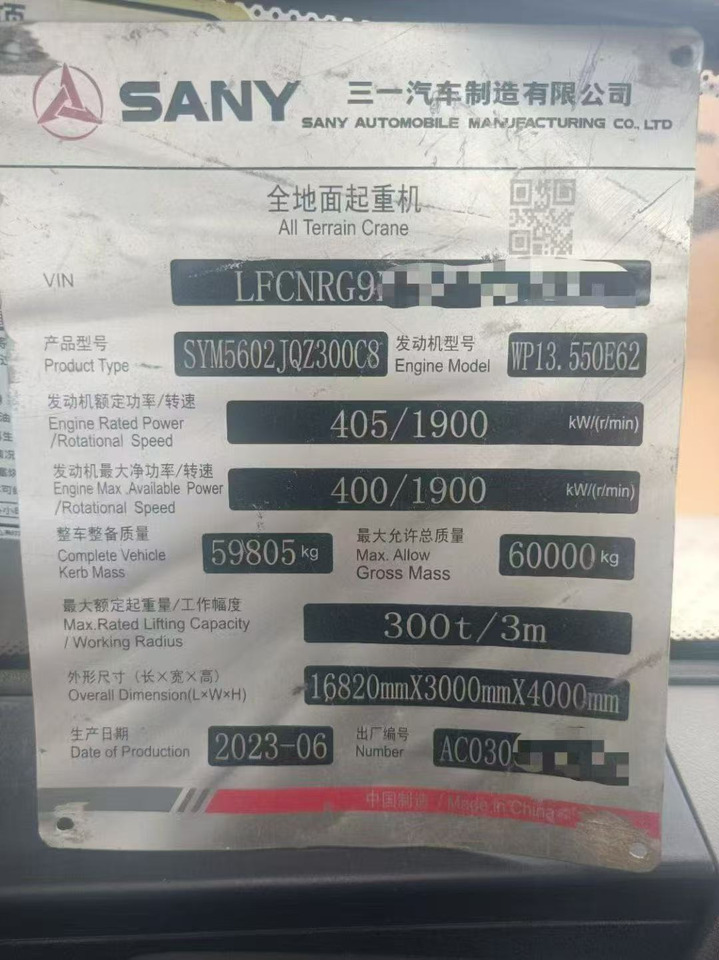 SANY 三一汽车制造有限公司
SANY AUTOMOBILE MANUFACTURING CO., LTD
全地面起重机
All Terrain Crane
VIN LFCNRG9
产品型号 SYM5602JQZ300C8 发动机型号 WP13.550E62
Product Type Engine Model
发动机额定功率/转速
Engine Rated Power 405/1900 kW/(r/min)
/Rotational Speed
发动机最大净功率/转速
Engine Max .Available Power 400/1900 kW/(r/min)
/Rotational Speed
整车整备质量 最大允许总质量
Complete Vehicle 59805 kg Max. Allow 60000 kg
Kerb Mass Gross Mass
最大额定起重量/工作幅度
Max.Rated Lifting Capacity 300t/3m
/ Working Radius
外形尺寸（长×宽×高）
Overall Dimension(L×W×H) 16820mmX3000mmX4000mm
生产日期 2023-06 出厂编号 AC030
Date of Production Number
中国制造 / Made in China